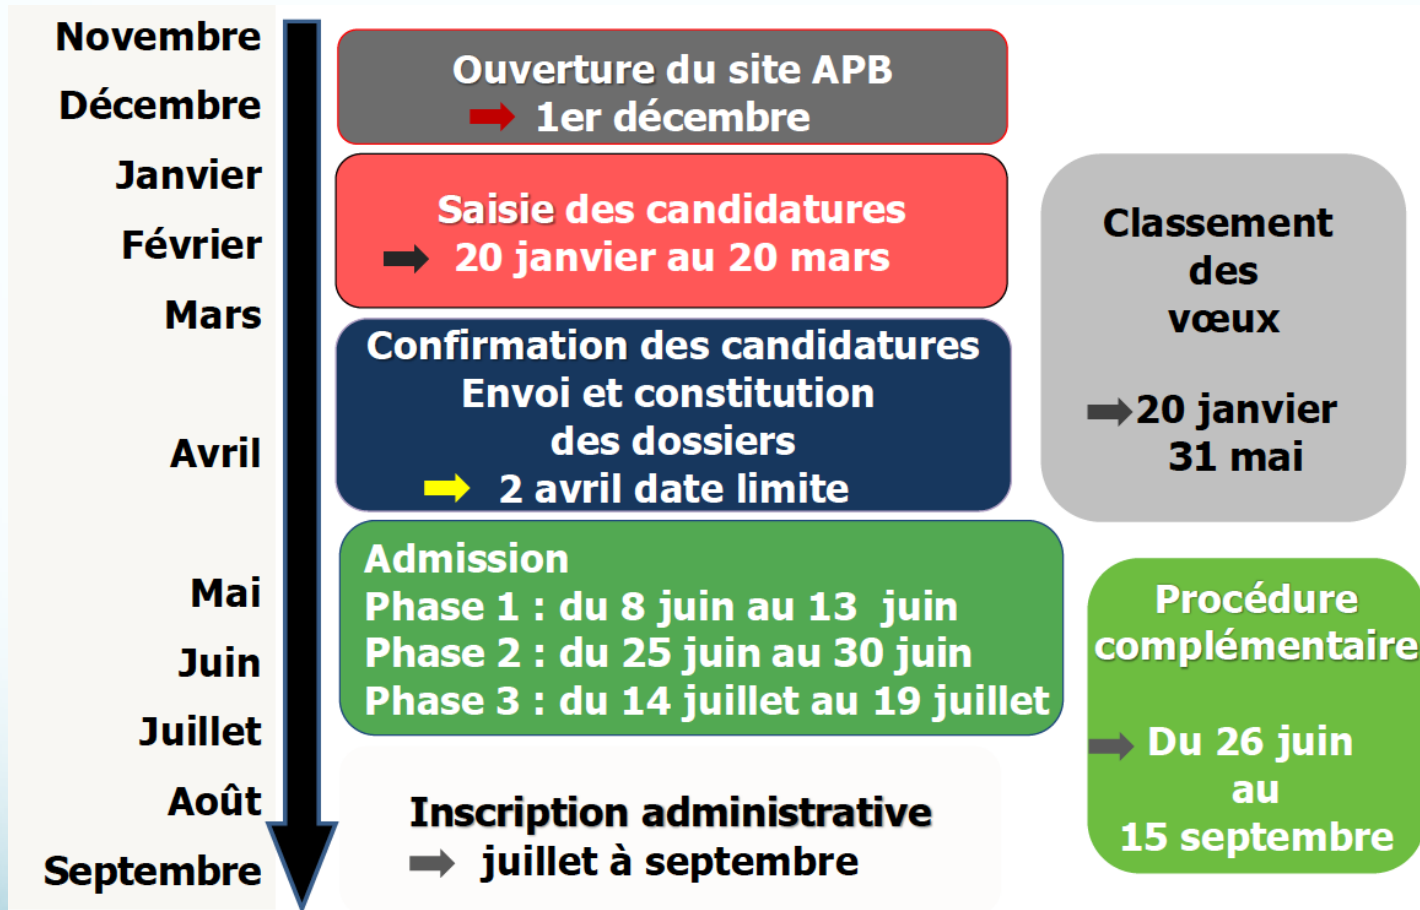 Novembre
Décembre
Janvier
Février
Mars
Avril
Mai
Juin
Juillet
Août
Septembre
Ouverture du site APB
1er décembre
Saisie des candidatures
20 janvier au 20 mars
Confirmation des candidatures
Envoi et constitution
des dossiers
2 avril date limite
Admission
Phase 1 : du 8 juin au 13 juin
Phase 2 : du 25 juin au 30 juin
Phase 3 : du 14 juillet au 19 juillet
Inscription administrative
juillet à septembre
Classement
des
vœux
20 janvier
31 mai
Procédure
complémentaire
Du 26 juin
au
15 septembre